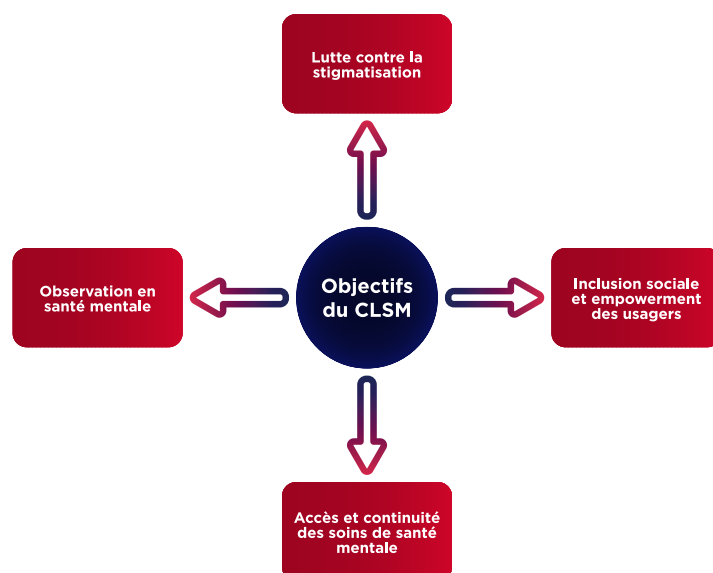 Lutte contre la
stigmatisation
Observation en
santé mentale
Objectifs
du CLSM
Inclusion sociale
et empowerment
des usagers
Accès et continuité
des soins de santé
mentale